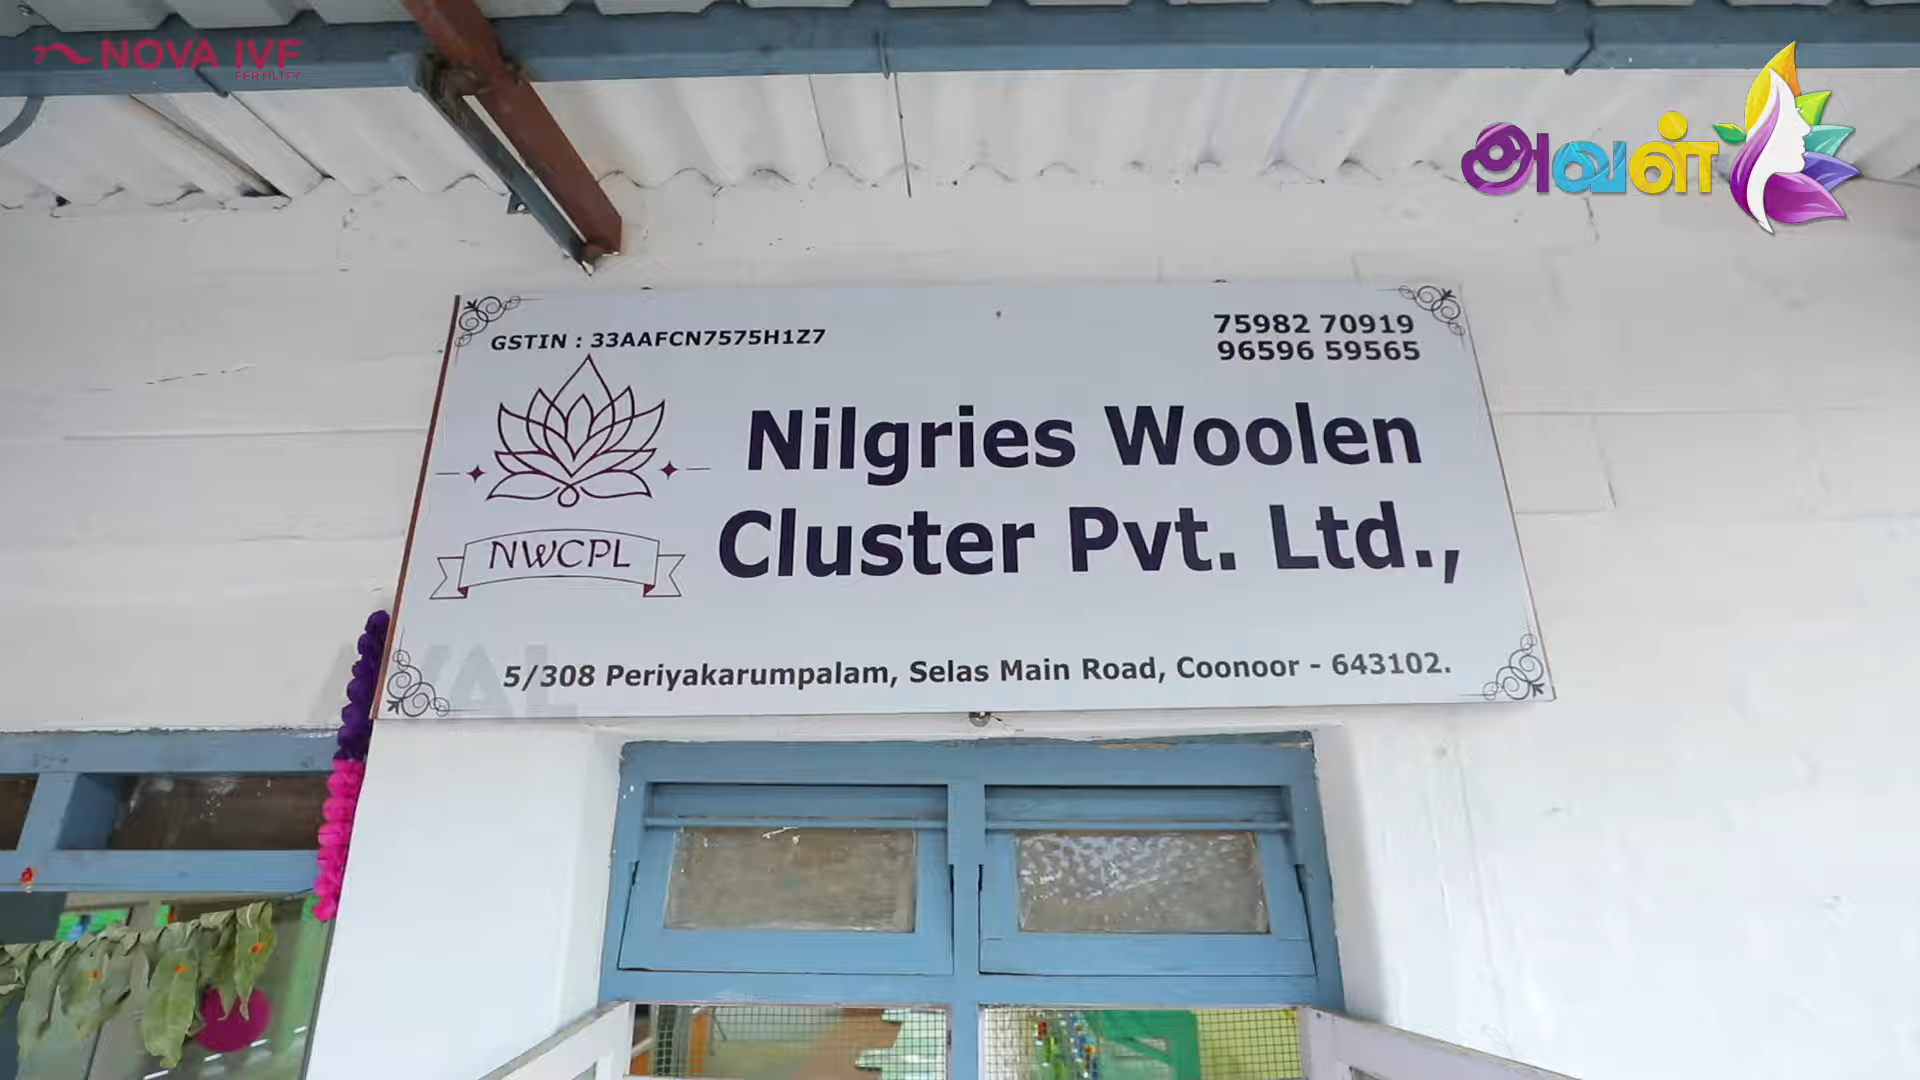 NOVA IVF
FERTILITY
அவள்
GSTIN : 33AAFCN7575H1Z7
75982 70919
96596 59565
Nilgries Woolen
Cluster Pvt. Ltd.,
NWCPL
AVAL
5/308 Periyakarumpalam, Selas Main Road, Coonoor - 643102.